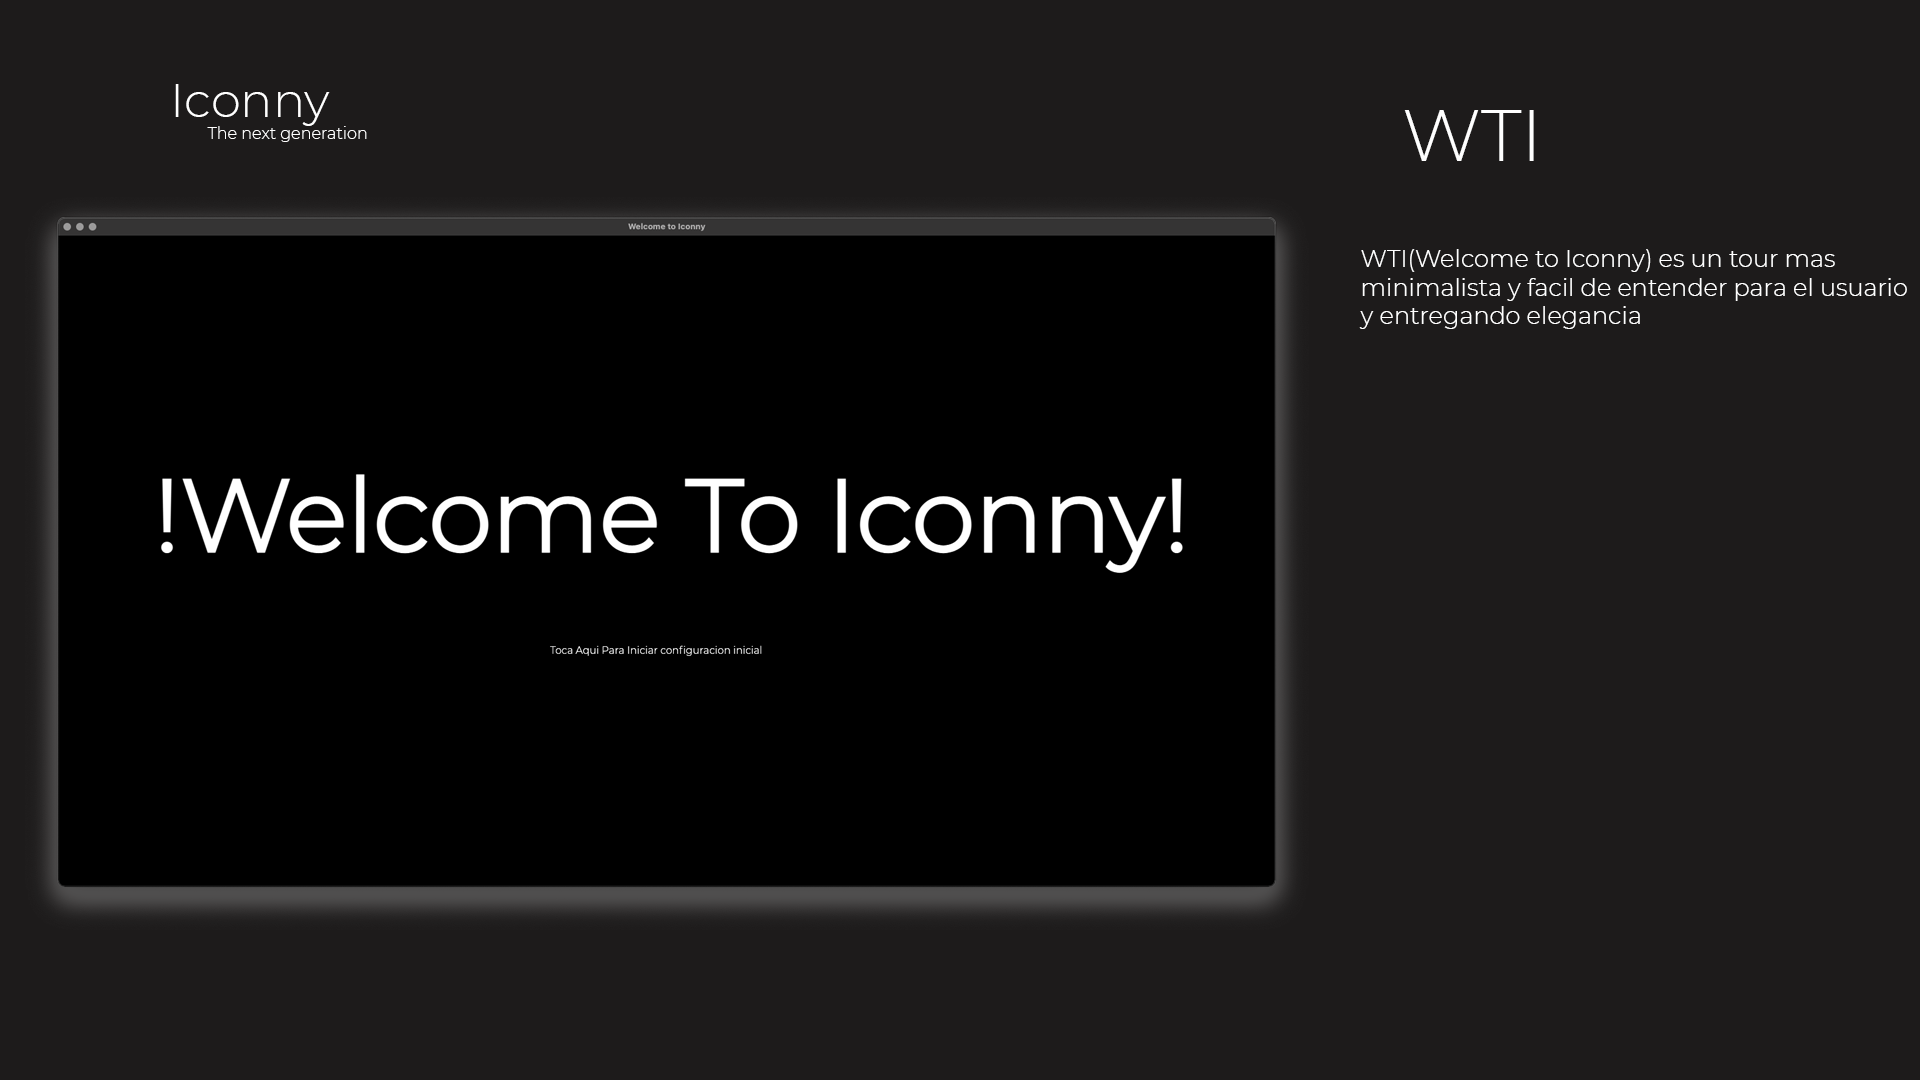 Iconny
The next generation
WTI
Welcome to Iconny
WTI(Welcome to Iconny) es un tour mas
minimalista y facil de entender para el usuario
y entregando elegancia
!Welcome To Iconny!
Toca Aqui Para Iniciar configuracion inicial